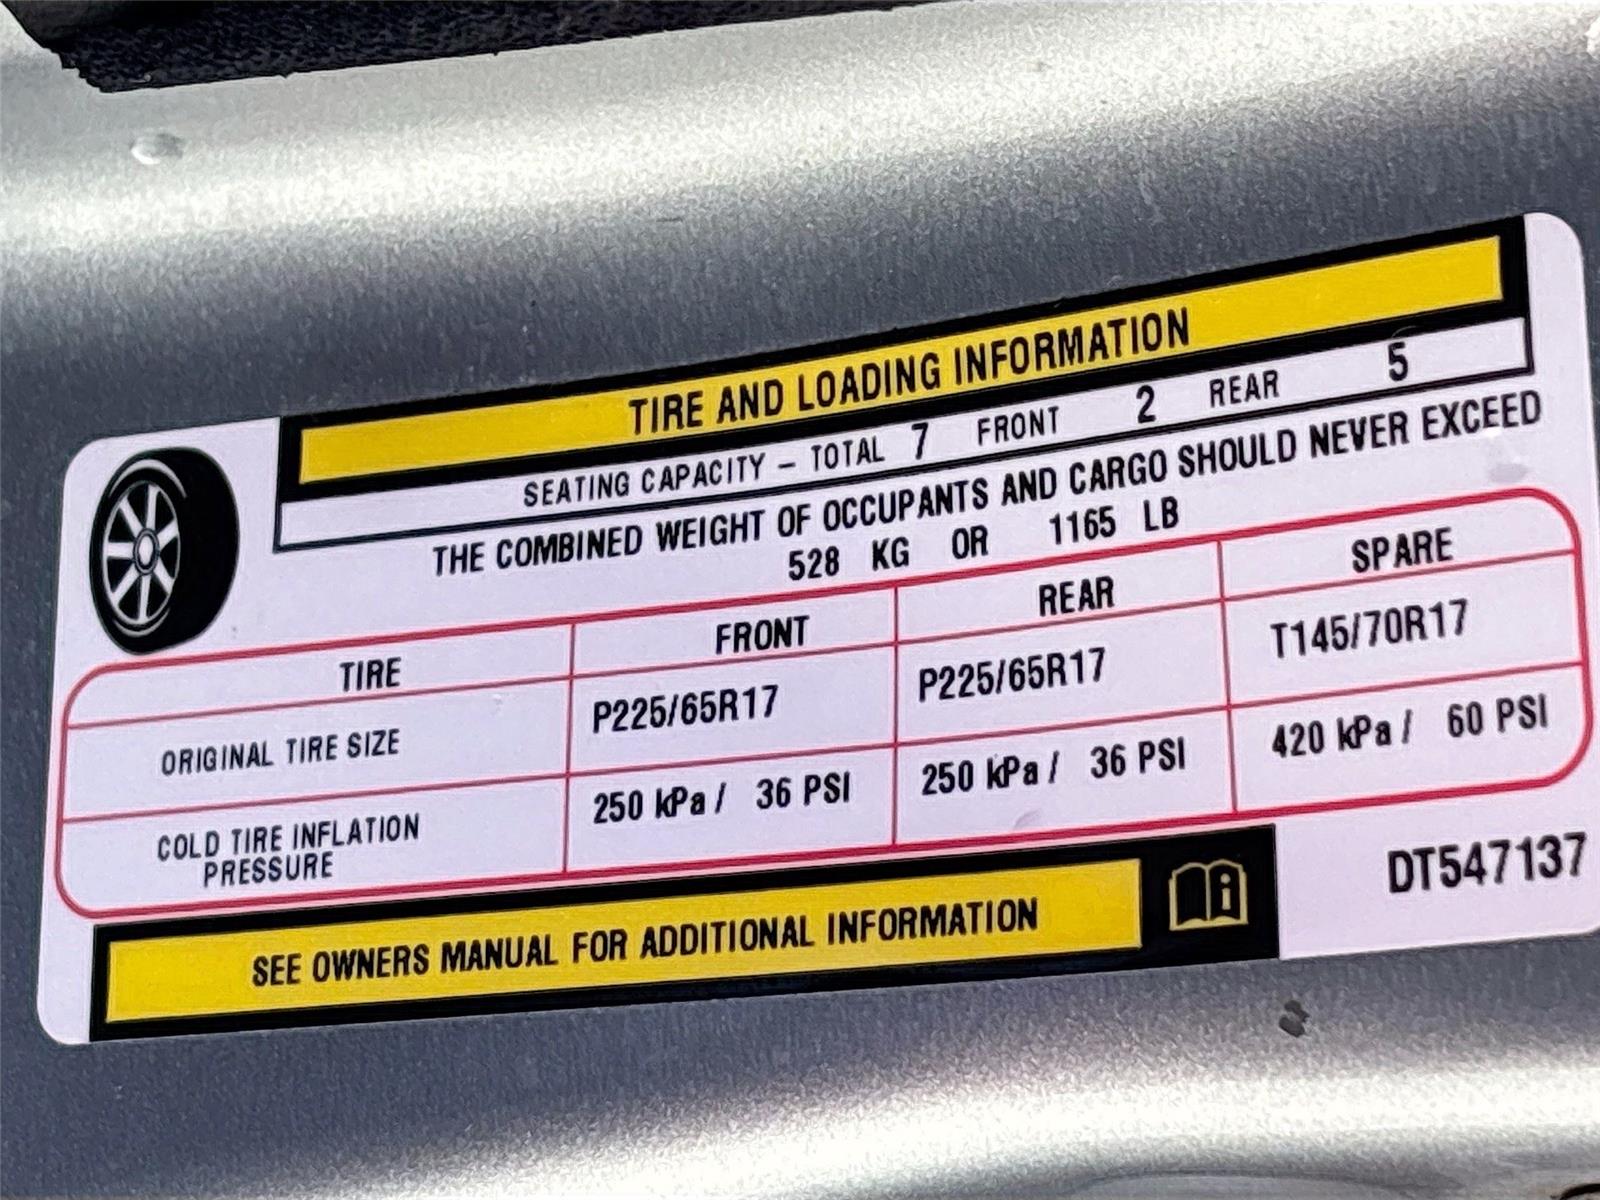 TIRE AND LOADING INFORMATION
SEATING CAPACITY – TOTAL 7 FRONT 2 REAR 5
THE COMBINED WEIGHT OF OCCUPANTS AND CARGO SHOULD NEVER EXCEED
528 KG OR 1165 LB
TIRE FRONT REAR SPARE
ORIGINAL TIRE SIZE P225/65R17 P225/65R17 T145/70R17
COLD TIRE INFLATION PRESSURE 250 kPa / 36 PSI 250 kPa / 36 PSI 420 kPa / 60 PSI
SEE OWNERS MANUAL FOR ADDITIONAL INFORMATION
DT547137